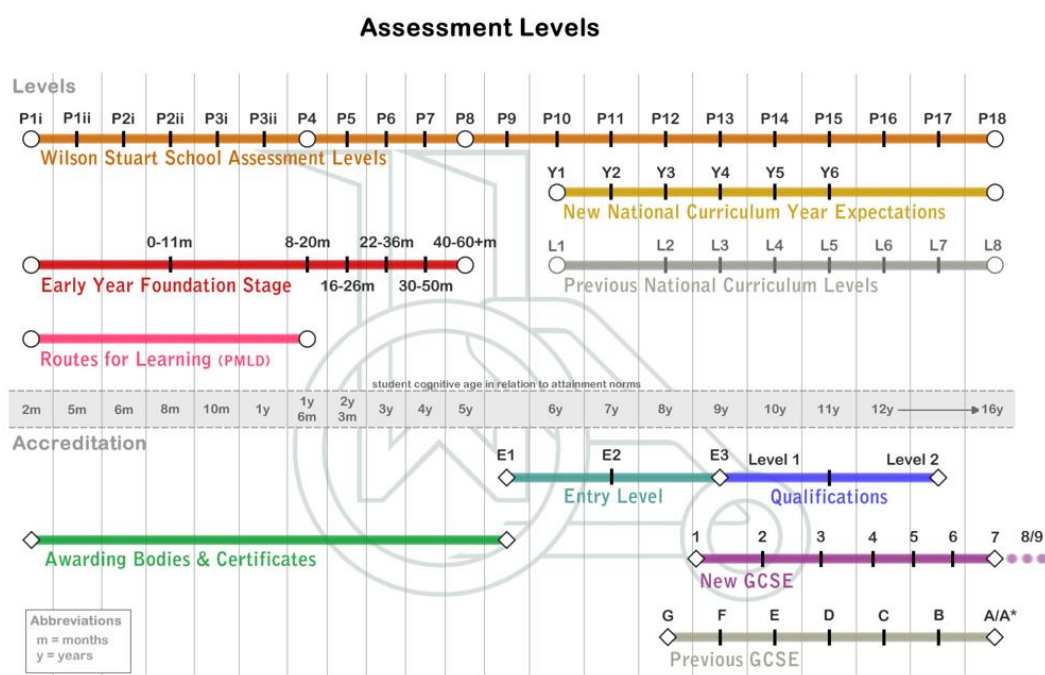 Assessment Levels
Levels
P1i P1ii P2i P2ii P3i P3ii P4 P5 P6 P7 P8 P9 P10 P11 P12 P13 P14 P15 P16 P17 P18
Wilson Stuart School Assessment Levels
Y1 Y2 Y3 Y4 Y5 Y6
New National Curriculum Year Expectations
0-11m 8-20m 22-36m 40-60+m
L1 L2 L3 L4 L5 L6 L7 L8
Early Year Foundation Stage 16-26m 30-50m
Previous National Curriculum Levels
Routes for Learning (PMLD)
student cognitive age in relation to attainment norms
2m 5m 6m 8m 10m 1y 1y 6m 2y 3m 3y 4y 5y 6y 7y 8y 9y 10y 11y 12y 16y
Accreditation
E1 E2 E3 Level 1 Level 2
Entry Level Qualifications
Awarding Bodies & Certificates
1 2 3 4 5 6 7 8/9
New GCSE
G F E D C B A/A*
Previous GCSE
Abbreviations
m = months
y = years